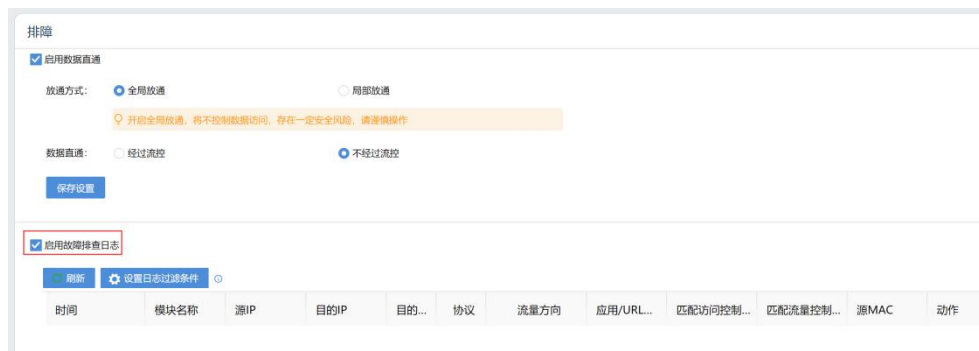 排障
启用数据直通
放通方式： 全局放通 局部放通
开启全局放通，将不控制数据访问，存在一定安全风险，请谨慎操作
数据直通： 经过流控 不经过流控
保存设置
启用故障排查日志
刷新 设置日志过滤条件
时间 模块名称 源IP 目的IP 目的... 协议 流量方向 应用/URL... 匹配访问控制... 匹配流量控制... 源MAC 动作